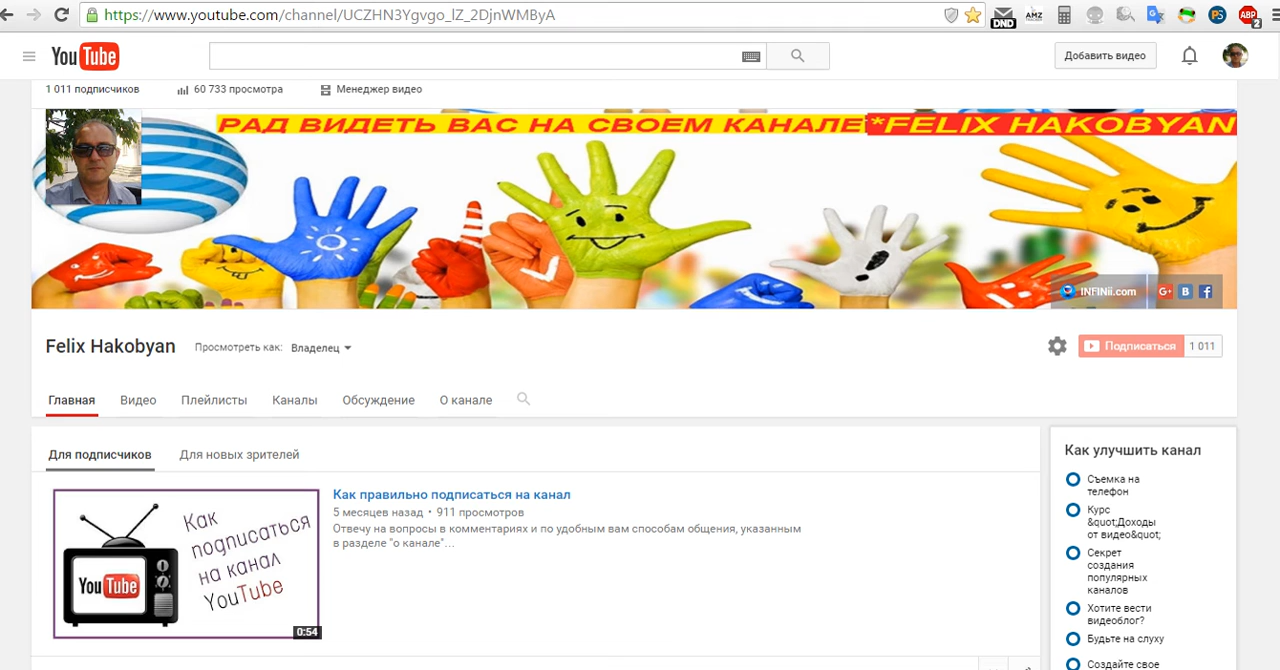 https://www.youtube.com/channel/UCZHN3Ygvgo_lZ_2DjnWMByA
DND
AMZ
PS
ABP
2
YouTube
Добавить видео
1 011 подписчиков
60 733 просмотра
Менеджер видео
РАД ВИДЕТЬ ВАС НА СВОЕМ КАНАЛЕ *FELIX HAKOBYAN
INFINii.com
G+
B
f
Felix Hakobyan
Просмотреть как:
Владелец
Подписаться
1 011
Главная
Видео
Плейлисты
Каналы
Обсуждение
О канале
Для подписчиков
Для новых зрителей
Как
подписаться
на канал
YouTube
YouTube
0:54
Как правильно подписаться на канал
5 месяцев назад • 911 просмотров
Отвечу на вопросы в комментариях и по удобным вам способам общения, указанным
в разделе "о канале"...
Как улучшить канал
Съемка на
телефон
Курс
&quot;Доходы
от видео&quot;
Секрет
создания
популярных
каналов
Хотите вести
видеоблог?
Будьте на слуху
Создайте свое